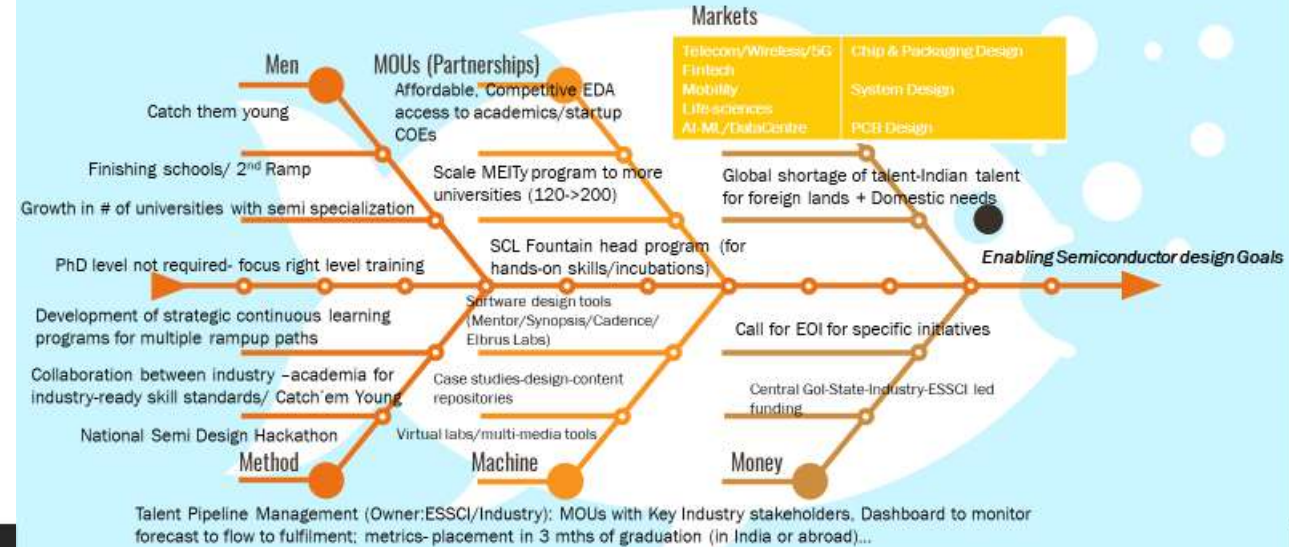 Markets
Telecom/Wireless/5G
Fintech
Mobility
Life-sciences
AI-ML/DataCentre
Chip & Packaging Design
System Design
PCB Design
Men
Catch them young
Finishing schools/ 2nd Ramp
Growth in # of universities with semi specialization
PhD level not required- focus right level training
MOUs (Partnerships)
Affordable, Competitive EDA
access to academics/startup
COEs
Scale MEITy program to more
universities (120->200)
SCL Fountain head program (for
hands-on skills/incubations)
Global shortage of talent-Indian talent
for foreign lands + Domestic needs
Enabling Semiconductor design Goals
Development of strategic continuous learning
programs for multiple rampup paths
Collaboration between industry –academia for
industry-ready skill standards/ Catch`em Young
National Semi Design Hackathon
Method
Software design tools
(Mentor/Synopsis/Cadence/
Elbrus Labs)
Case studies-design-content
repositories
Virtual labs/multi-media tools
Machine
Call for EOI for specific initiatives
Central GoI-State-Industry-ESSCI led
funding
Money
Talent Pipeline Management (Owner:ESSCI/Industry): MOUs with Key Industry stakeholders, Dashboard to monitor
forecast to flow to fulfilment; metrics- placement in 3 mths of graduation (in India or abroad)...